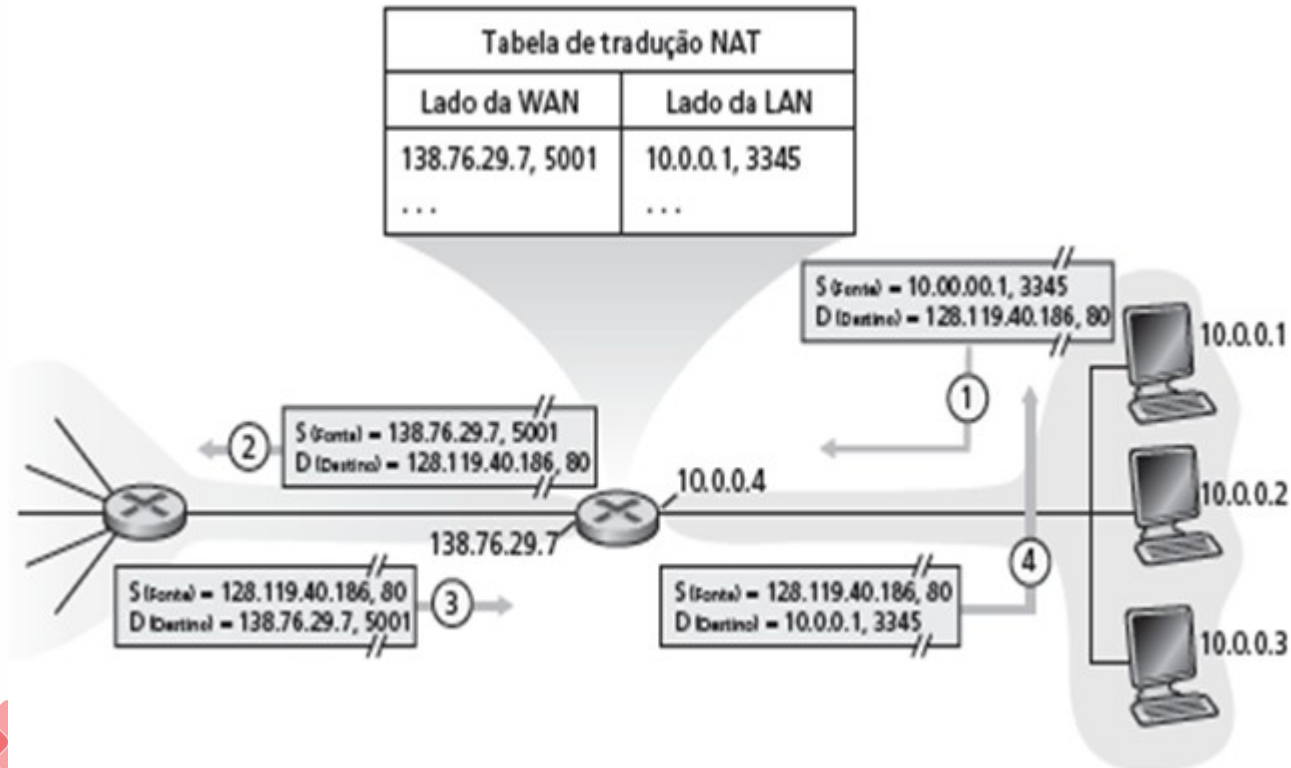 Tabela de tradução NAT
Lado da WAN
Lado da LAN
138.76.29.7, 5001
10.0.0.1, 3345
. . .
. . .
S (Fonte) = 10.00.00.1, 3345
D (Destino) = 128.119.40.186, 80
10.0.0.1
1
2
S (Fonte) = 138.76.29.7, 5001
D (Destino) = 128.119.40.186, 80
10.0.0.4
10.0.0.2
138.76.29.7
4
S (Fonte) = 128.119.40.186, 80
D (Destino) = 138.76.29.7, 5001
3
S (Fonte) = 128.119.40.186, 80
D (Destino) = 10.0.0.1, 3345
10.0.0.3